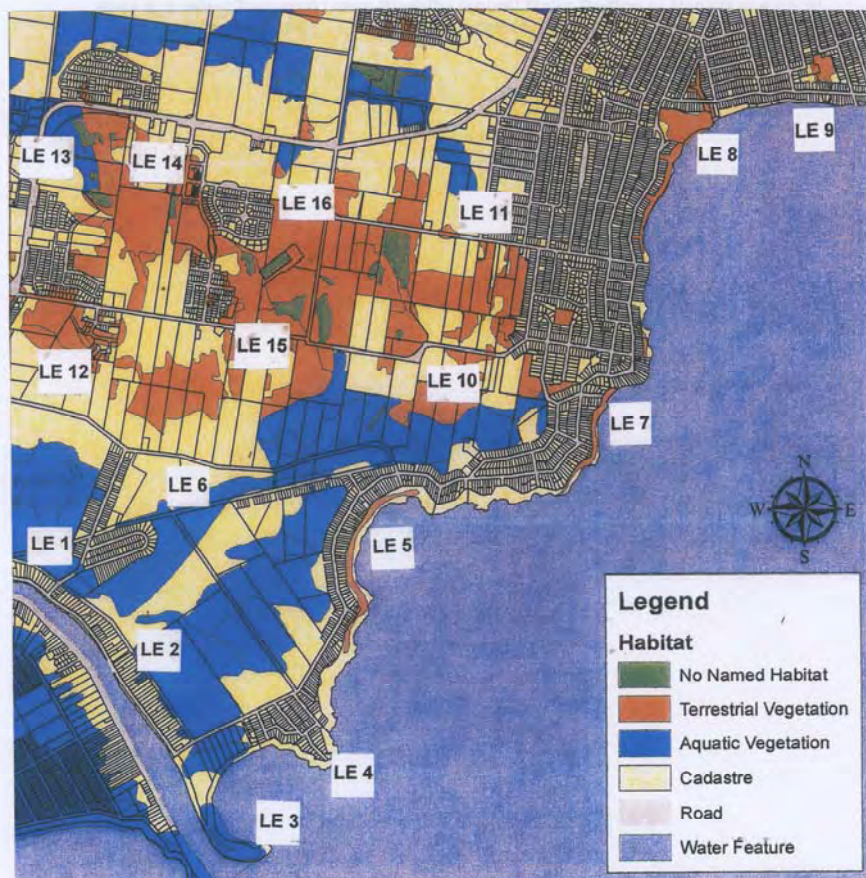 LE 8
LE 9
LE 13
LE 14
LE 16
LE 11
LE 15
LE 12
LE 10
LE 7
N
LE 6
W
E
S
LE 1
LE 5
Legend
Habitat
LE 2
No Named Habitat
Terrestrial Vegetation
Aquatic Vegetation
LE 4
Cadastre
Road
LE 3
Water Feature